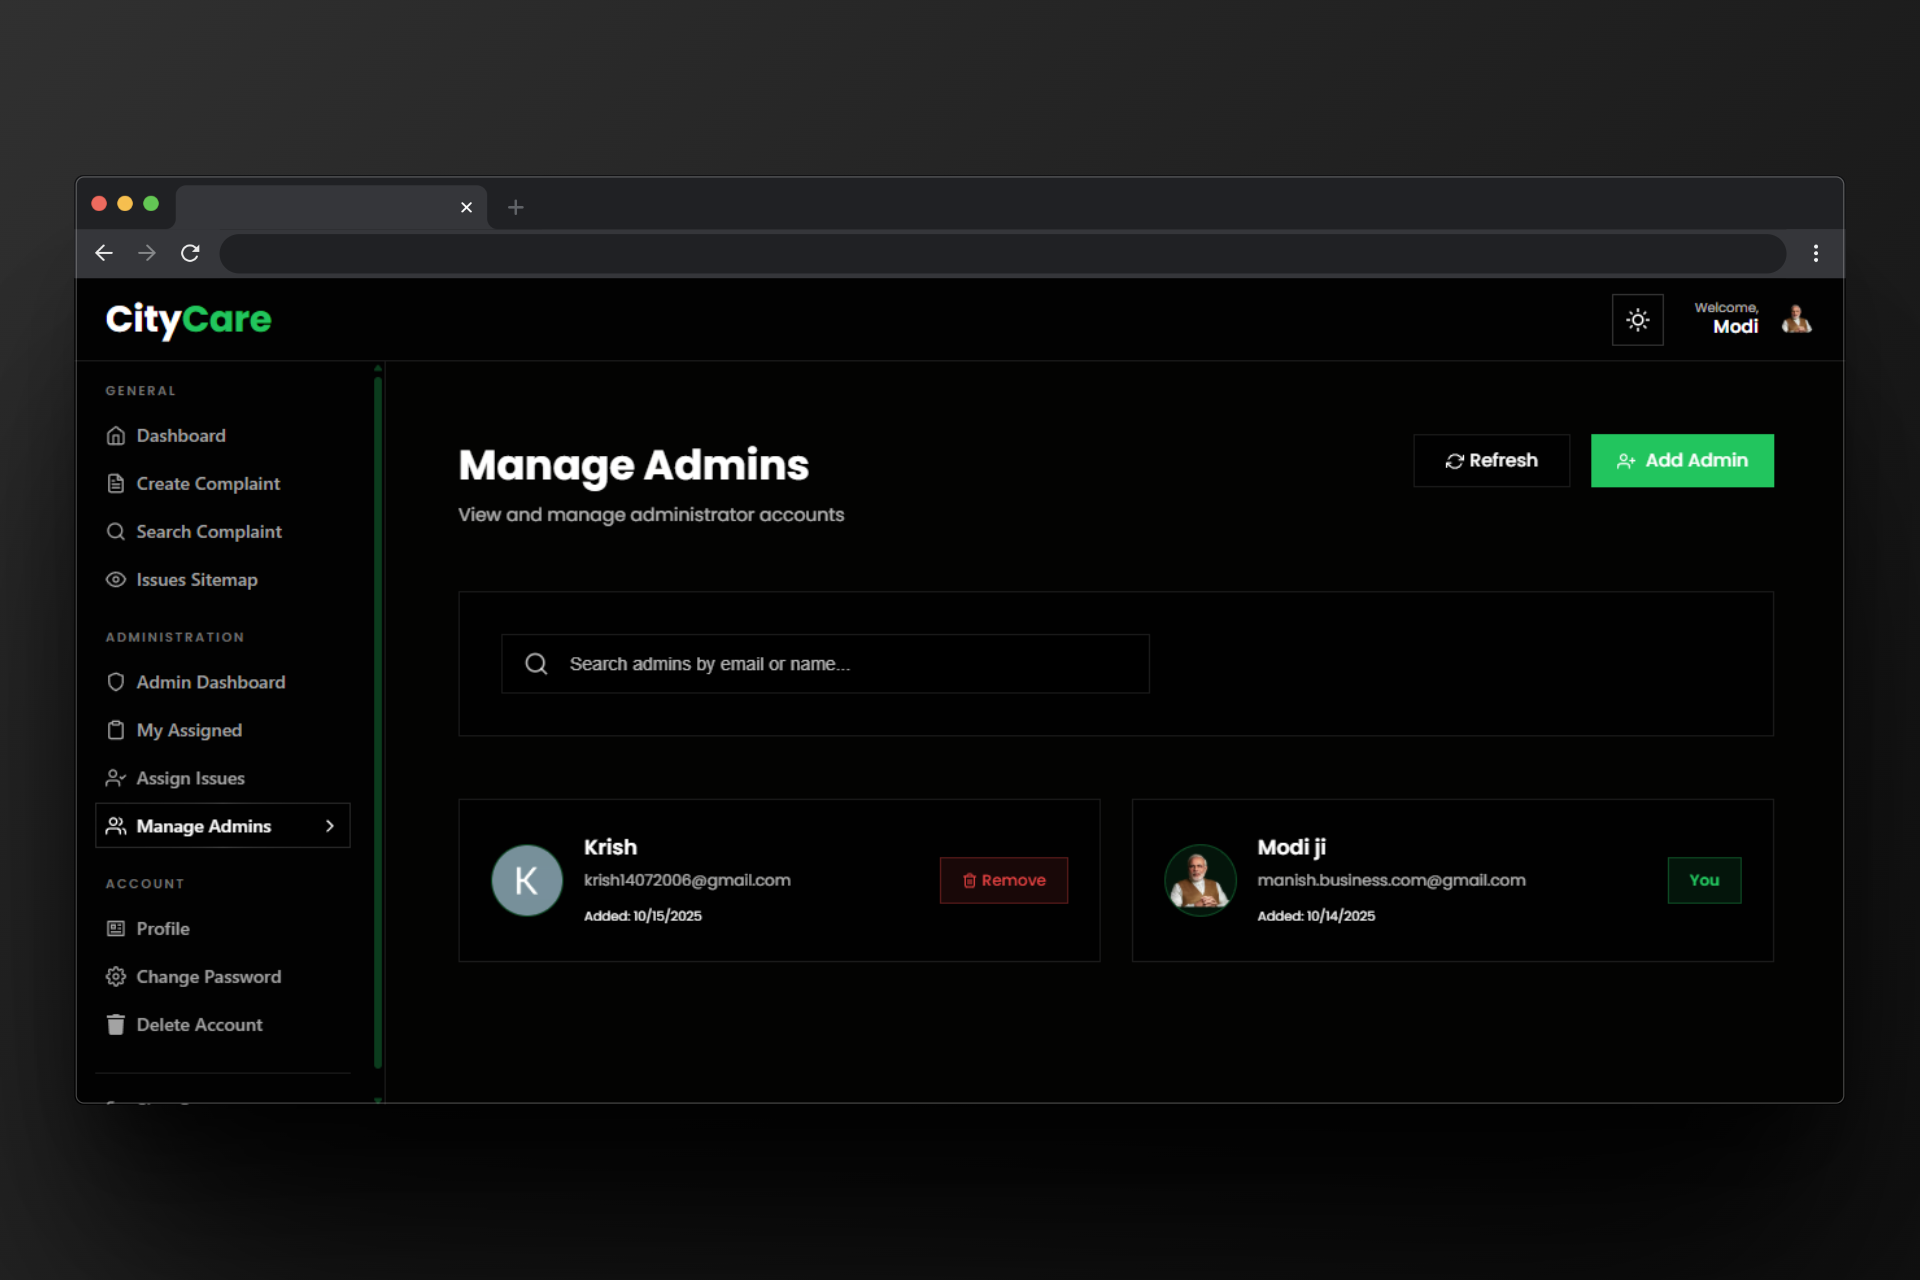 CityCare
Welcome,
Modi
GENERAL
Dashboard
Create Complaint
Search Complaint
Issues Sitemap
ADMINISTRATION
Admin Dashboard
My Assigned
Assign Issues
Manage Admins
ACCOUNT
Profile
Change Password
Delete Account
Manage Admins
View and manage administrator accounts
Refresh
Add Admin
Search admins by email or name...
K
Krish
krish14072006@gmail.com
Added: 10/15/2025
Remove
Modi ji
manish.business.com@gmail.com
Added: 10/14/2025
You